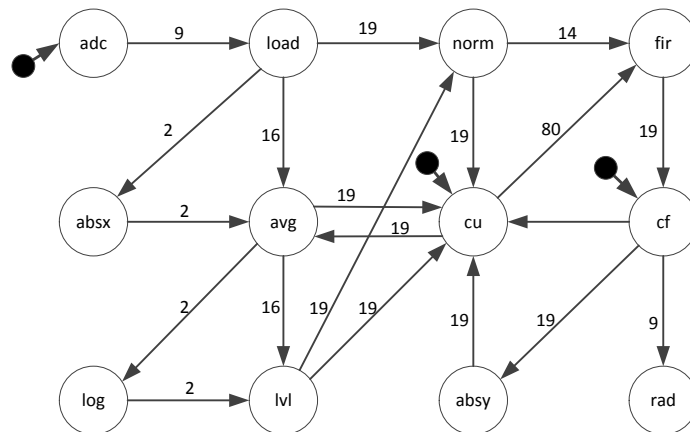 adc 9 load 19 norm 14 fir
2 16 19 80 19
absx 2 avg 19 cu cf
19
2 16 19 19 19 19 9
log 2 lvl absy rad